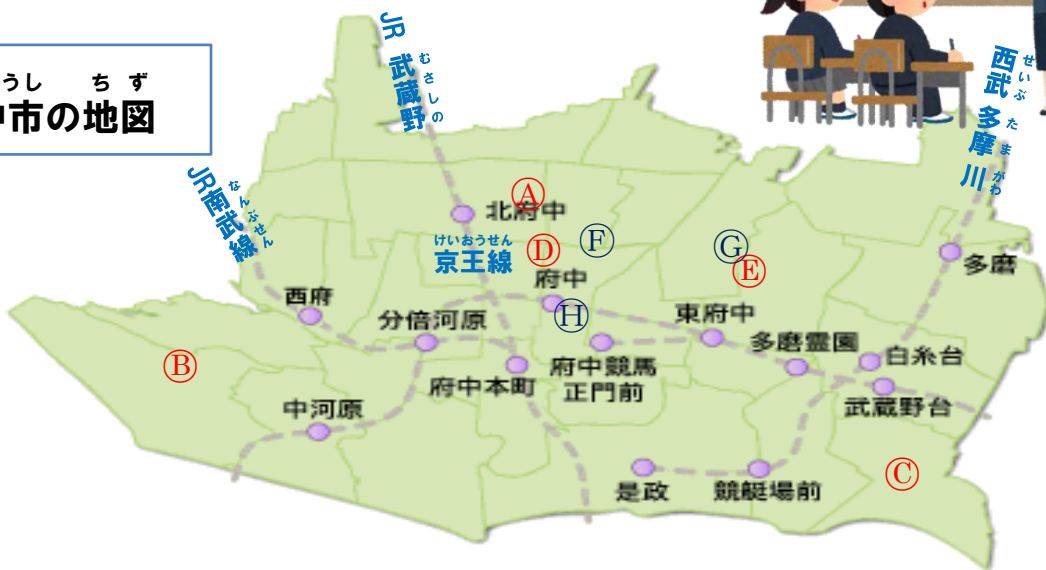 うし ちず
市の地図
JR 武蔵野
むさしの
西武 多摩川
せいぶ たまがわ
JR南武線
なんぶせん
Ⓐ
北府中
Ⓕ
Ⓖ
けいおうせん
京王線
Ⓓ
Ⓔ
多磨
府中
西府
Ⓗ
分倍河原
東府中
多磨霊園
白糸台
Ⓑ
府中本町
府中競馬
正門前
武蔵野台
中河原
Ⓒ
是政
競艇場前